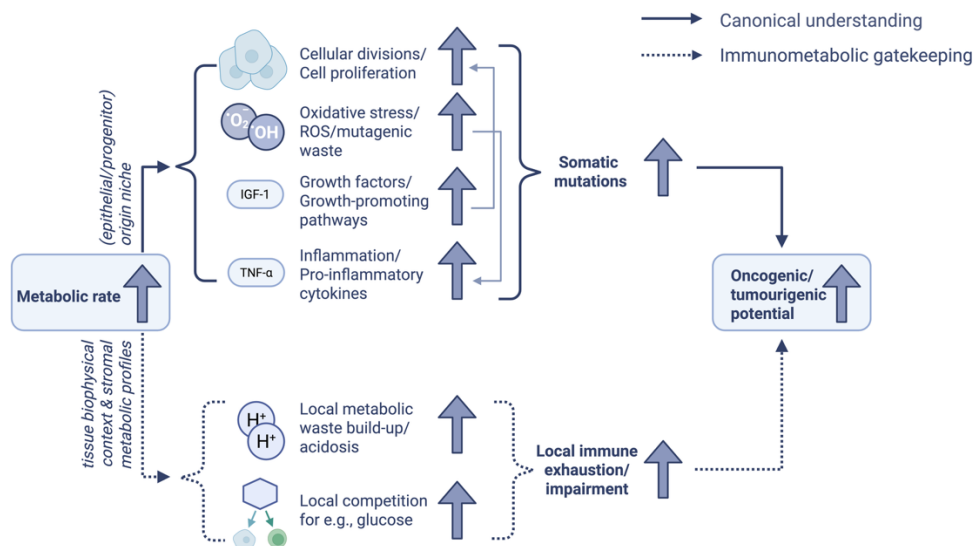 Canonical understanding
Immunometabolic gatekeeping
(epithelial/progenitor)
origin niche
Cellular divisions/
Cell proliferation
•O₂⁻
•OH
Oxidative stress/
ROS/mutagenic
waste
IGF-1
Growth factors/
Growth-promoting
pathways
TNF-α
Inflammation/
Pro-inflammatory
cytokines
Somatic
mutations
Metabolic rate
Oncogenic/
tumourigenic
potential
tissue biophysical
context & stromal
metabolic profiles
H⁺
H⁺
Local metabolic
waste build-up/
acidosis
Local competition
for e.g., glucose
Local immune
exhaustion/
impairment